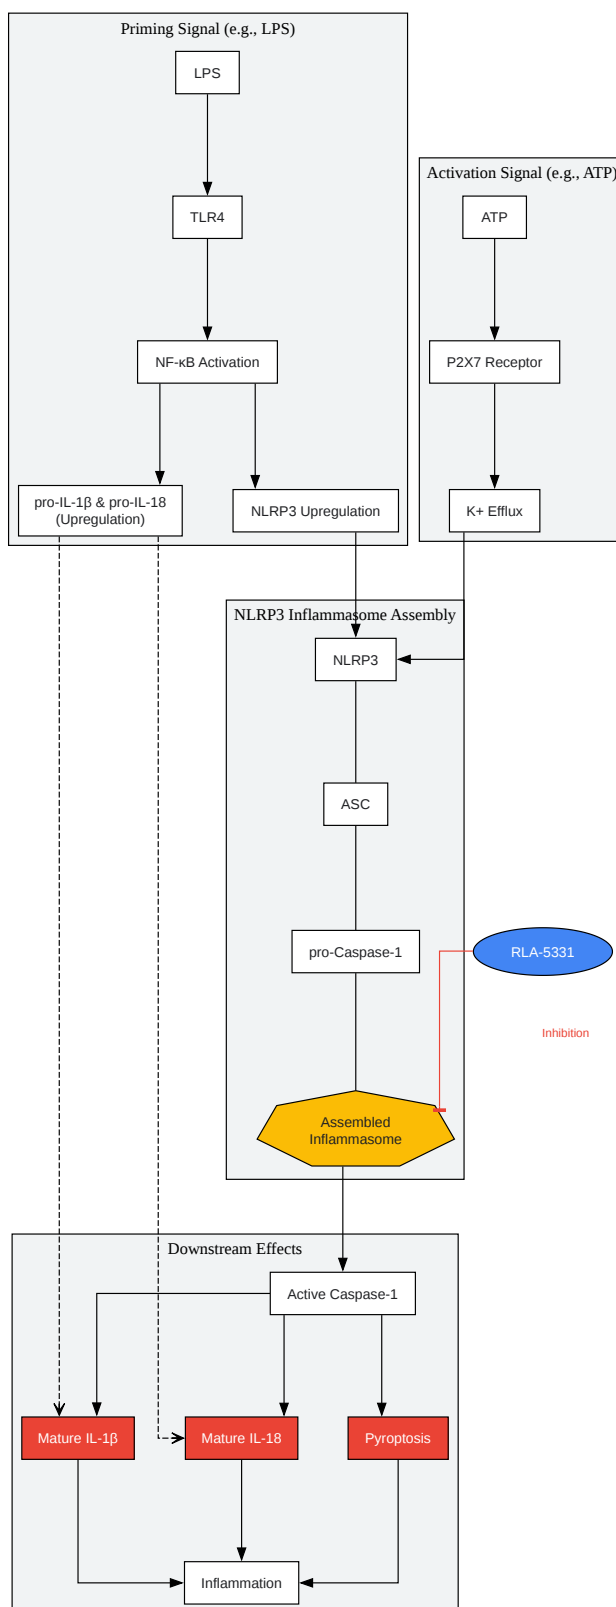 Priming Signal (e.g., LPS)
LPS
TLR4
NF-κB Activation
pro-IL-1β & pro-IL-18
(Upregulation)
NLRP3 Upregulation
Activation Signal (e.g., ATP)
ATP
P2X7 Receptor
K+ Efflux
NLRP3 Inflammasome Assembly
NLRP3
ASC
pro-Caspase-1
RLA-5331
Inhibition
Assembled
Inflammasome
Downstream Effects
Active Caspase-1
Mature IL-1β
Mature IL-18
Pyroptosis
Inflammation